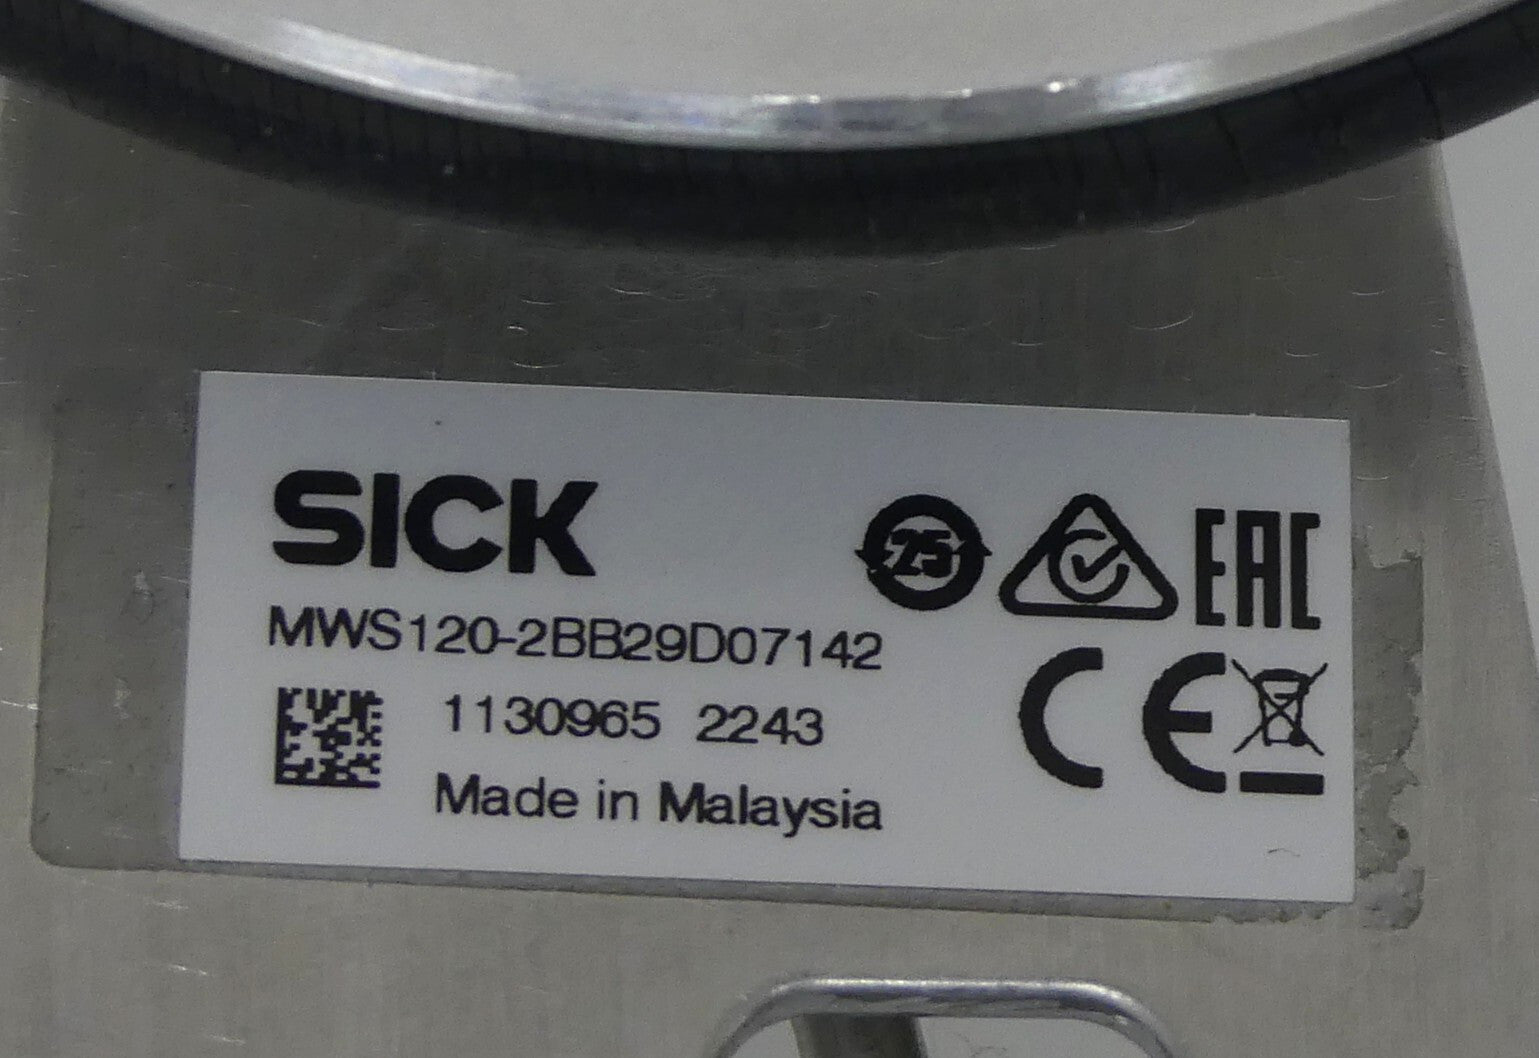 SICK
25
EAC
MWS120-2BB29D07142
CE
1130965 2243
Made in Malaysia